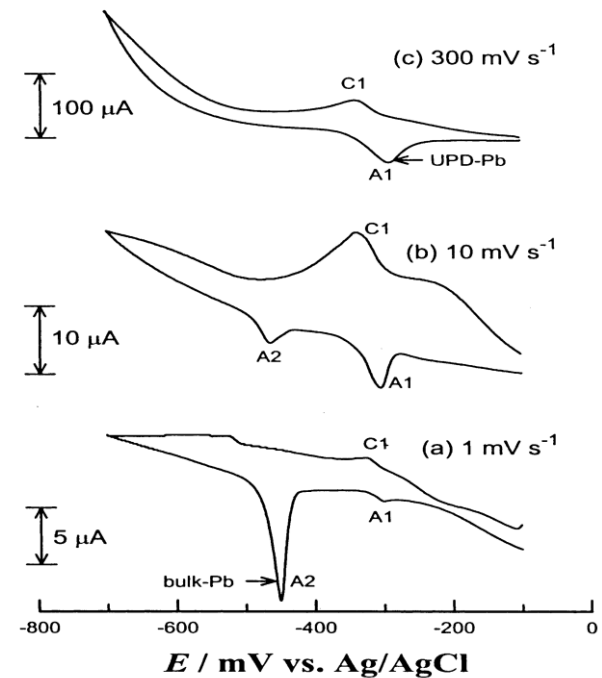 (c) 300 mV s⁻¹
C1
100 μA
UPD-Pb
A1
C1
(b) 10 mV s⁻¹
10 μA
A2
A1
C1
(a) 1 mV s⁻¹
A1
5 μA
bulk-Pb
A2
-800 -600 -400 -200 0
E / mV vs. Ag/AgCl